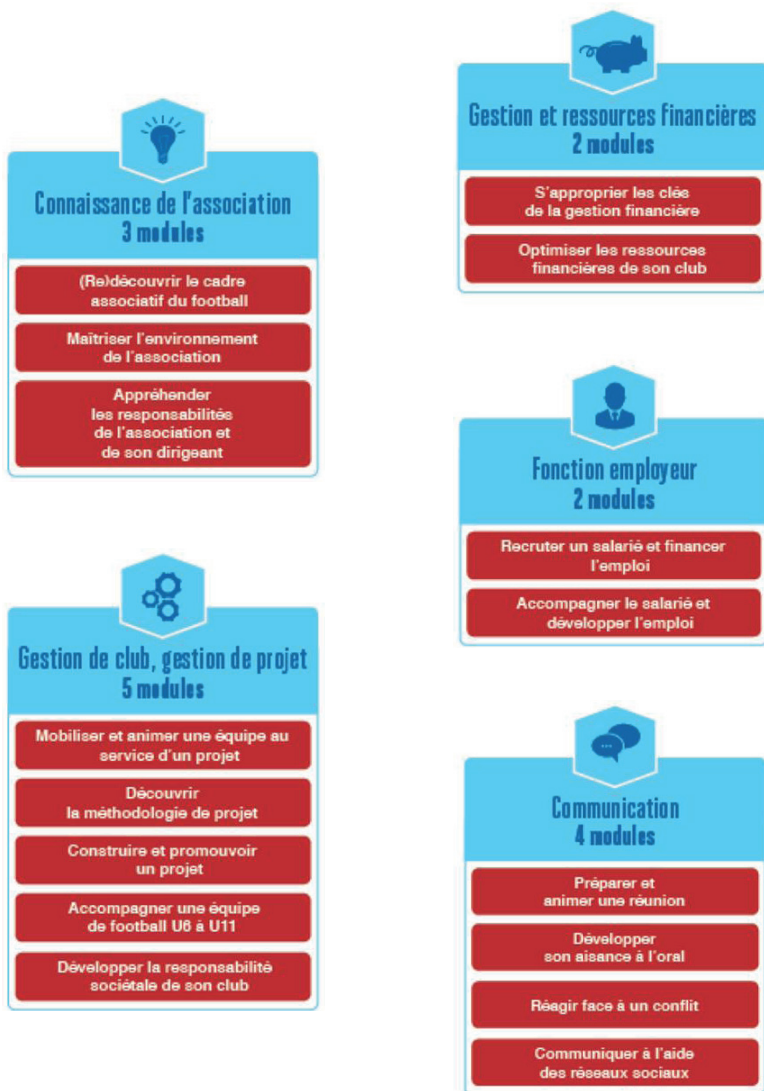 Connaissance de l'association
3 modules
(Re)découvrir le cadre
associatif du football
Maîtriser l'environnement
de l'association
Appréhender
les responsabilités
de l'association et
de son dirigeant
Gestion de club, gestion de projet
5 modules
Mobiliser et animer une équipe au
service d'un projet
Découvrir
la méthodologie de projet
Construire et promouvoir
un projet
Accompagner une équipe
de football U6 à U11
Développer la responsabilité
sociétale de son club
Gestion et ressources financières
2 modules
S'approprier les clés
de la gestion financière
Optimiser les ressources
financières de son club
Fonction employeur
2 modules
Recruter un salarié et financer
l'emploi
Accompagner le salarié et
développer l'emploi
Communication
4 modules
Préparer et
animer une réunion
Développer
son aisance à l'oral
Réagir face à un conflit
Communiquer à l'aide
des réseaux sociaux